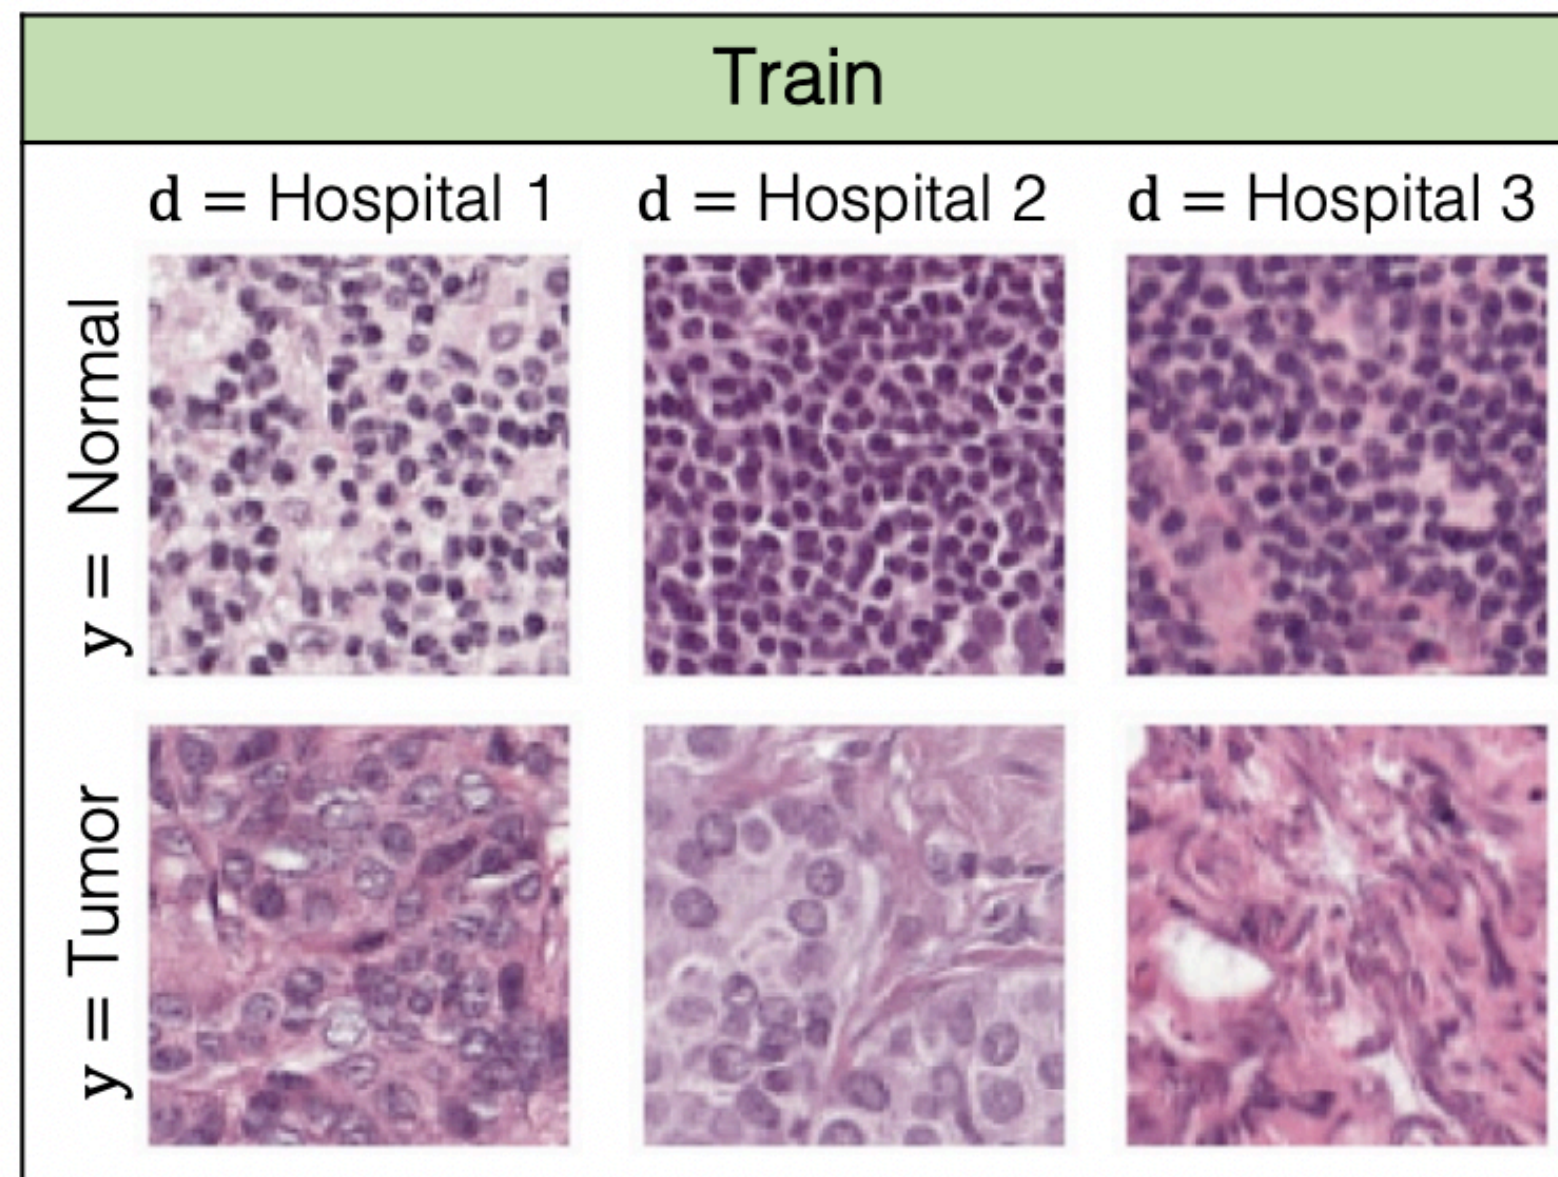 Train
d = Hospital 1
d = Hospital 2
d = Hospital 3
y = Normal
y = Tumor